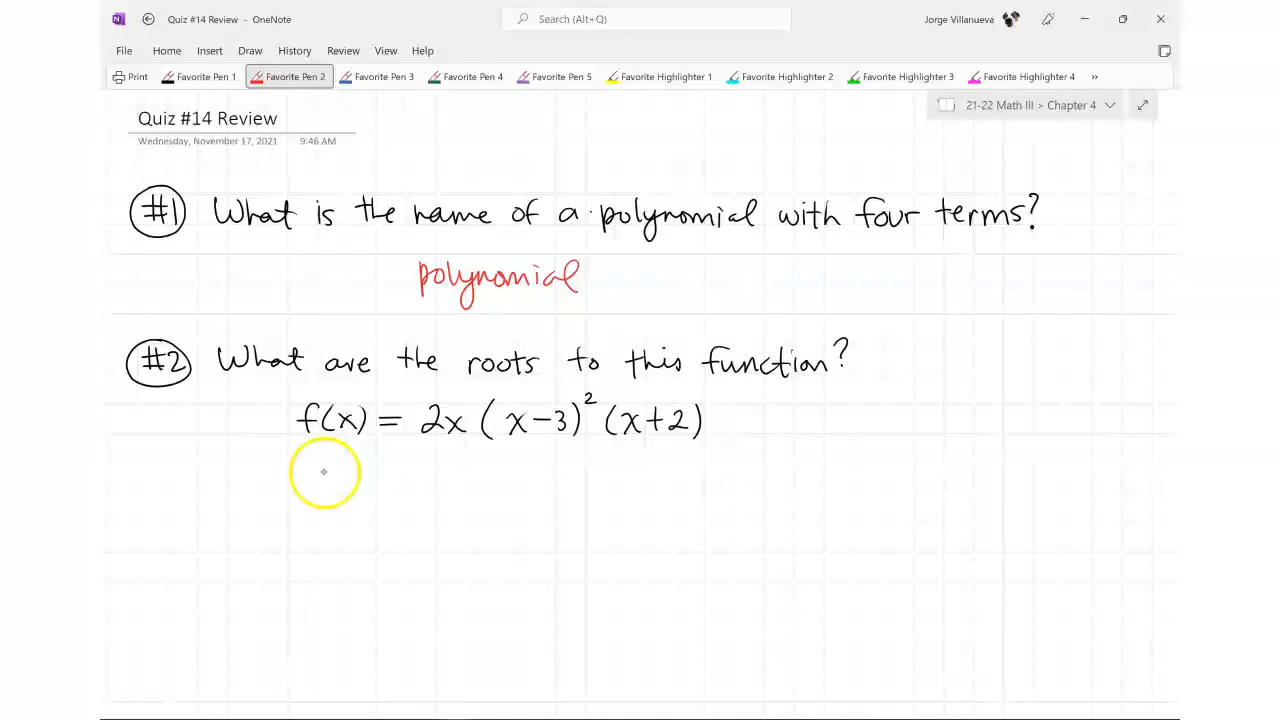 Quiz #14 Review - OneNote
Search (Alt+Q)
Jorge Villanueva
File Home Insert Draw History Review View Help
Print Favorite Pen 1 Favorite Pen 2 Favorite Pen 3 Favorite Pen 4 Favorite Pen 5 Favorite Highlighter 1 Favorite Highlighter 2 Favorite Highlighter 3 Favorite Highlighter 4 »
21-22 Math III > Chapter 4
Quiz #14 Review
Wednesday, November 17, 2021 9:46 AM
#1 What is the name of a polynomial with four terms?
polynomial
#2 What are the roots to this function?
f(x) = 2x (x-3)² (x+2)